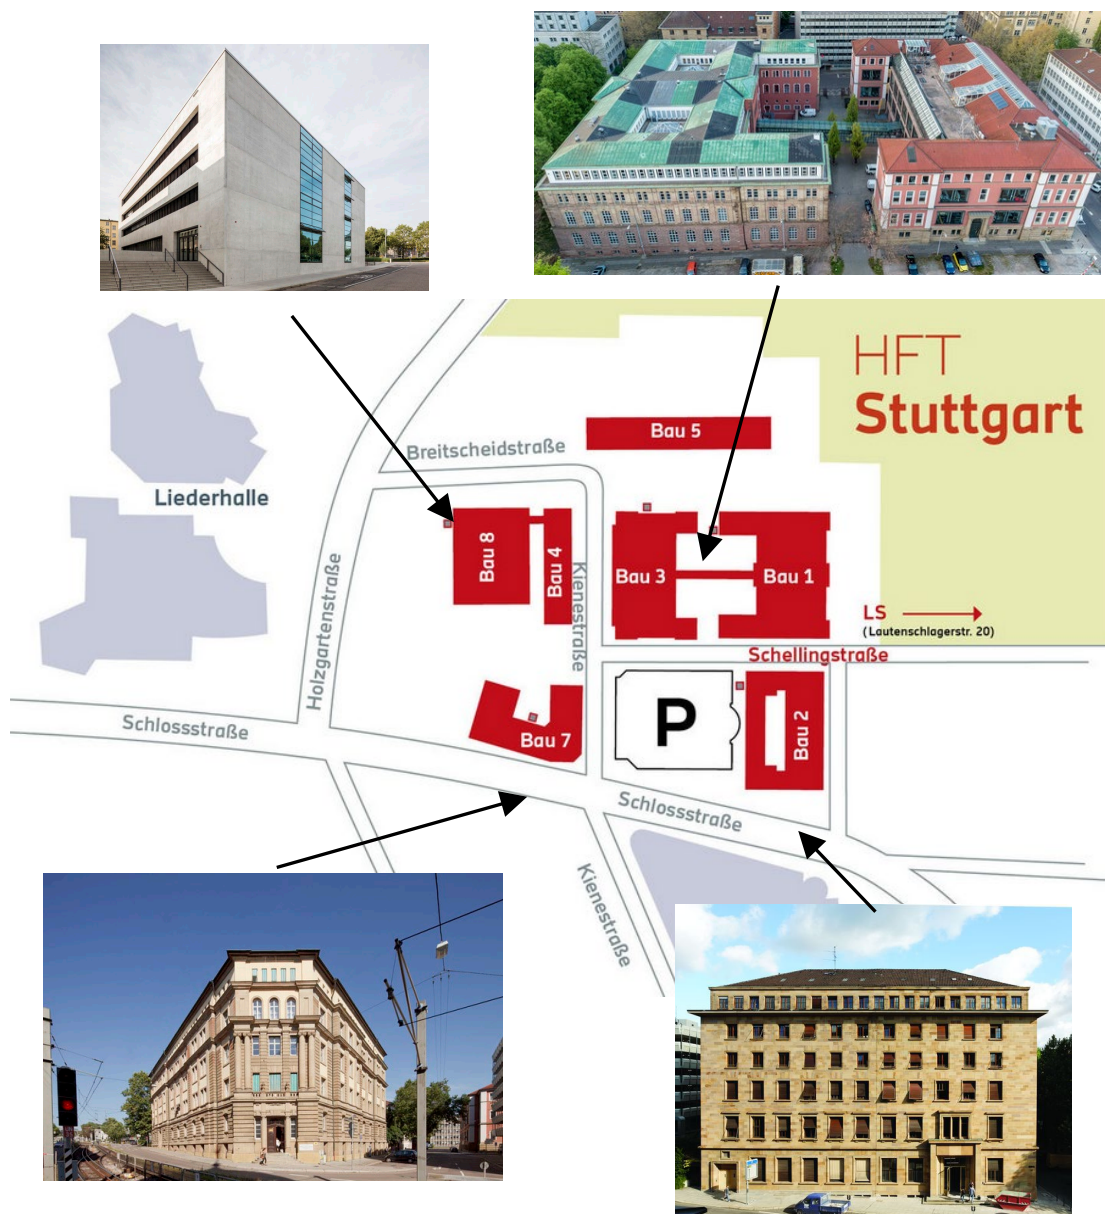 HFT
Stuttgart
Bau 5
Breitscheidstraße
Liederhalle
Bau 8
Bau 4
Kienestraße
Bau 3
Bau 1
Holzgartenstraße
LS
(Lautenschlagerstr. 20)
Schellingstraße
P
Bau 2
Schlossstraße
Bau 7
Schlossstraße
Kienestraße